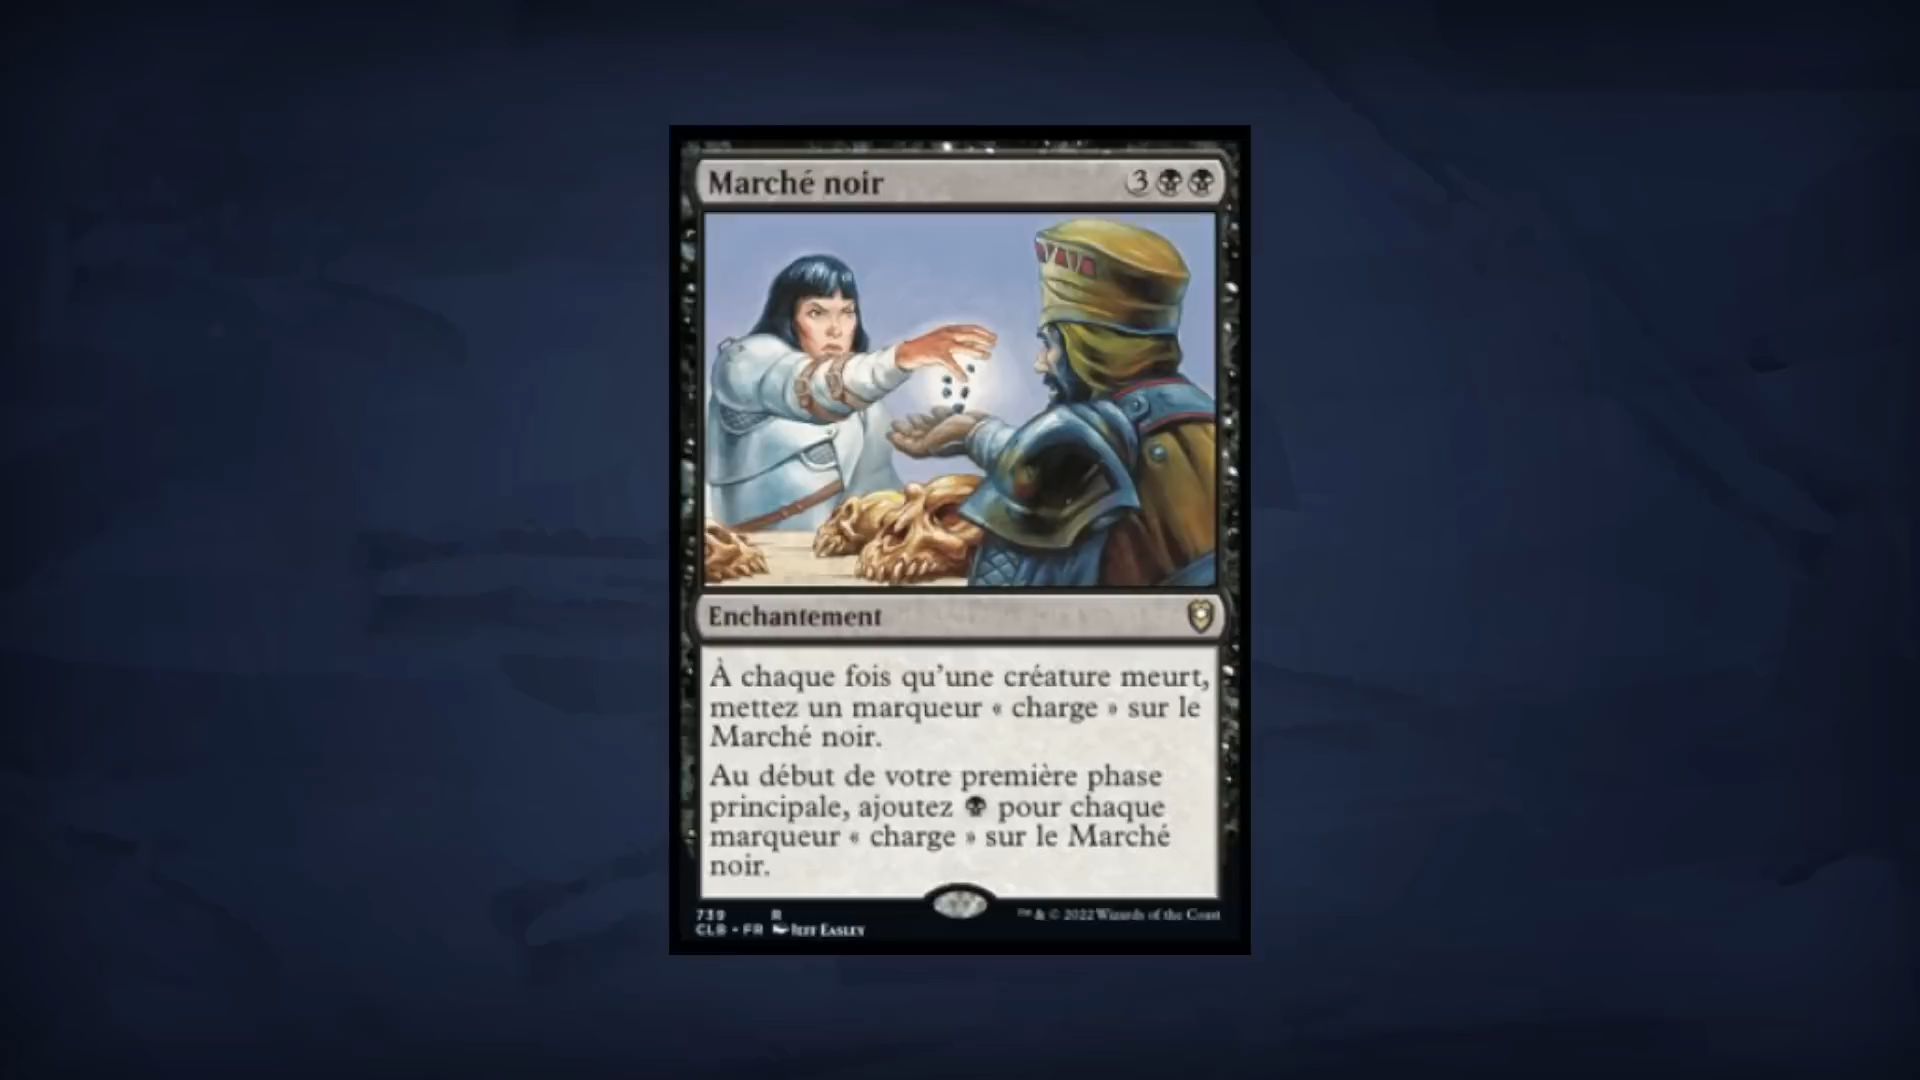 Marché noir 3
Enchantement
À chaque fois qu'une créature meurt,
mettez un marqueur « charge » sur le
Marché noir.
Au début de votre première phase
principale, ajoutez pour chaque
marqueur « charge » sur le Marché
noir.
739 R
CLB • FR Jeff Easley
™ & © 2022 Wizards of the Coast